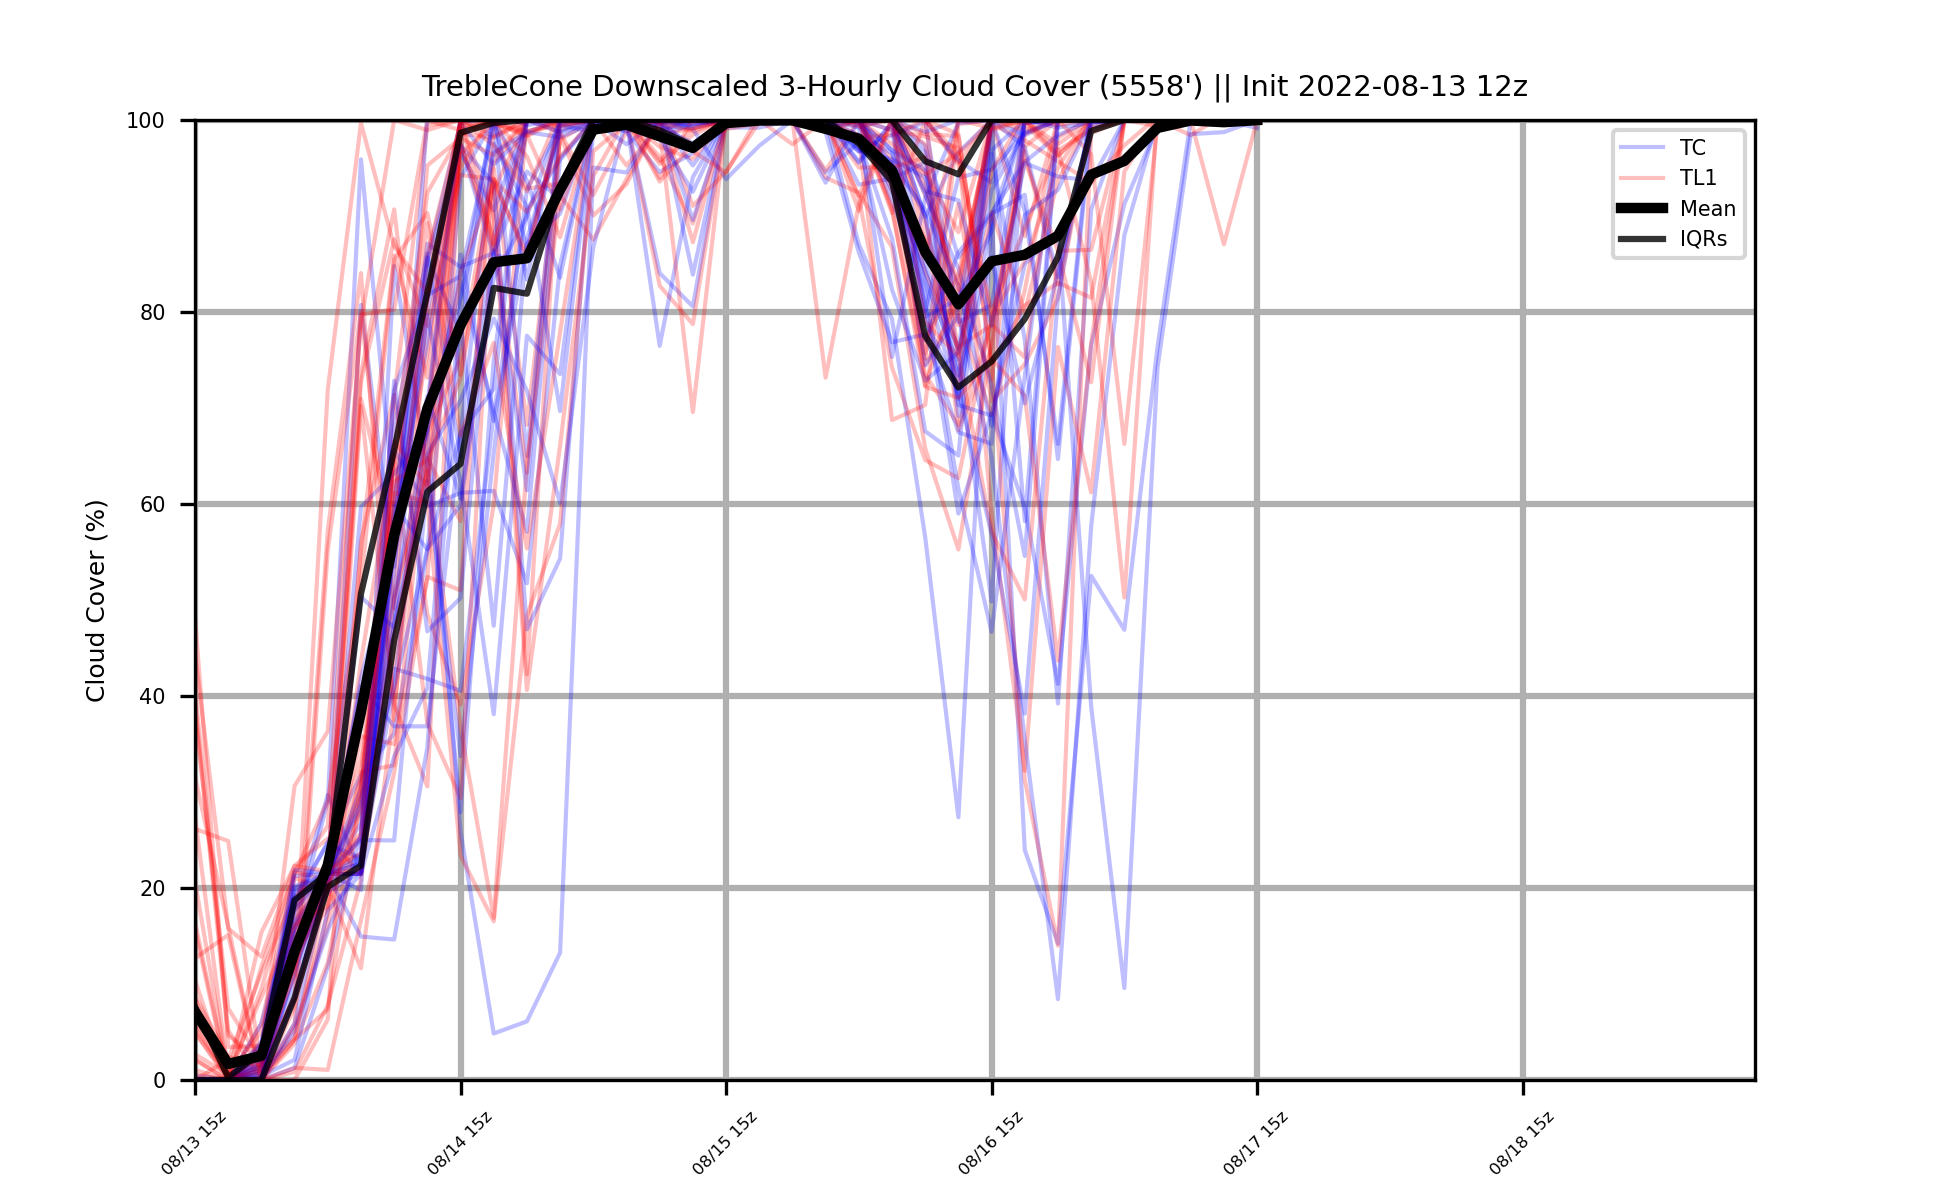 TrebleCone Downscaled 3-Hourly Cloud Cover (5558') || Init 2022-08-13 12z
Cloud Cover (%)
100
80
60
40
20
0
TC
TL1
Mean
IQRs
08/13 15z
08/14 15z
08/15 15z
08/16 15z
08/17 15z
08/18 15z